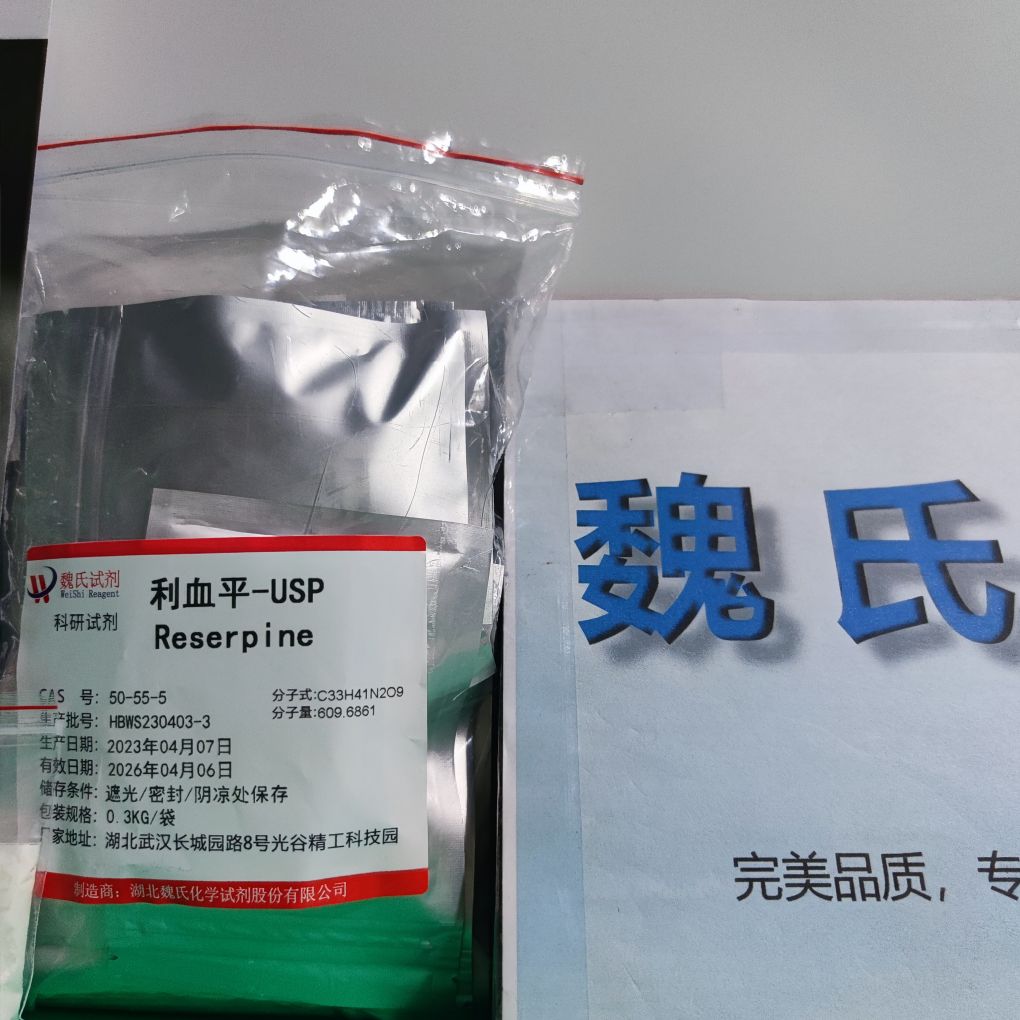 魏氏试剂
WeiShi Reagent
科研试剂
利血平-USP
Reserpine
CAS 号: 50-55-5
分子式:C33H41N2O9
分子量:609.6861
生产批号: HBWS230403-3
生产日期: 2023年04月07日
有效日期: 2026年04月06日
储存条件: 遮光/密封/阴凉处保存
包装规格: 0.3KG/袋
厂家地址: 湖北武汉长城园路8号光谷精工科技园
制造商: 湖北魏氏化学试剂股份有限公司
魏氏
完美品质, 专